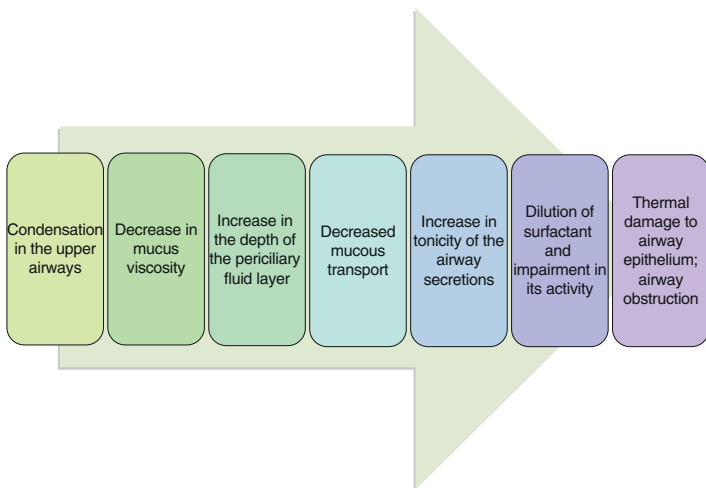 Condensation
in the upper
airways
Decrease in
mucus
viscosity
Increase in
the depth of
the periciliary
fluid layer
Decreased
mucous
transport
Increase in
tonicity of the
airway
secretions
Dilution of
surfactant
and
impairment in
its activity
Thermal
damage to
airway
epithelium;
airway
obstruction